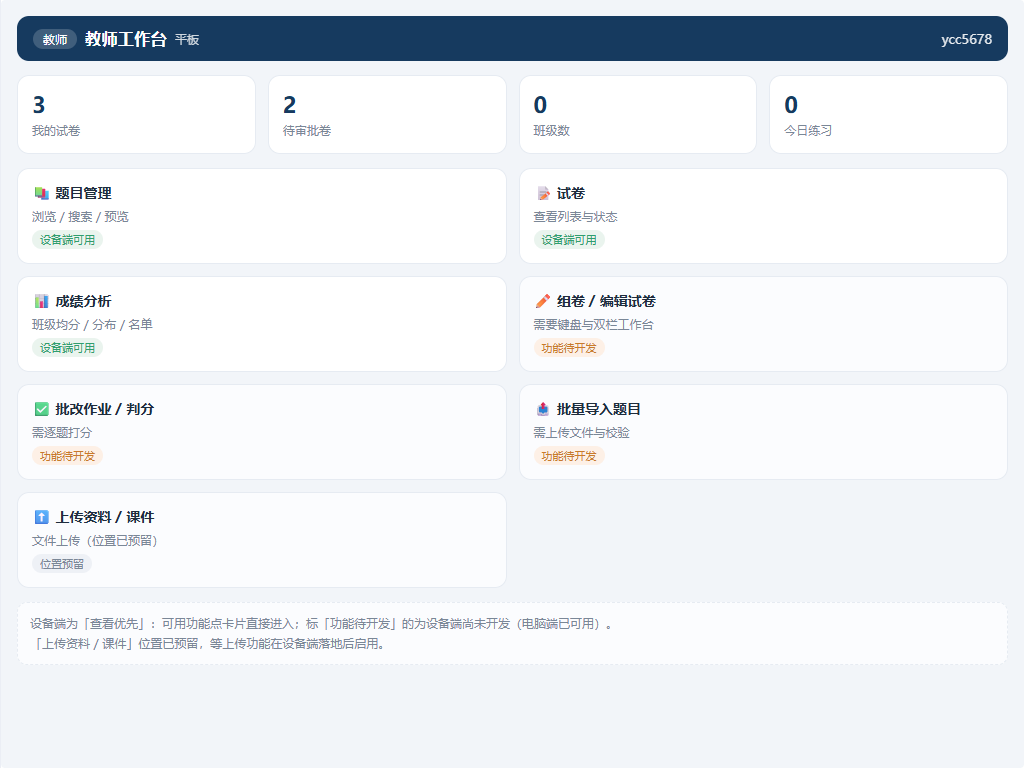 教师 教师工作台 平板 ycc5678
3 2 0 0
我的试卷 待审批卷 班级数 今日练习
题目管理
浏览 / 搜索 / 预览
设备端可用
试卷
查看列表与状态
设备端可用
成绩分析
班级均分 / 分布 / 名单
设备端可用
组卷 / 编辑试卷
需要键盘与双栏工作台
功能待开发
批改作业 / 判分
需逐题打分
功能待开发
批量导入题目
需上传文件与校验
功能待开发
上传资料 / 课件
文件上传（位置已预留）
位置预留
设备端为「查看优先」：可用功能点卡片直接进入；标「功能待开发」的为设备端尚未开发（电脑端已可用）。
「上传资料 / 课件」位置已预留，等上传功能在设备端落地后启用。